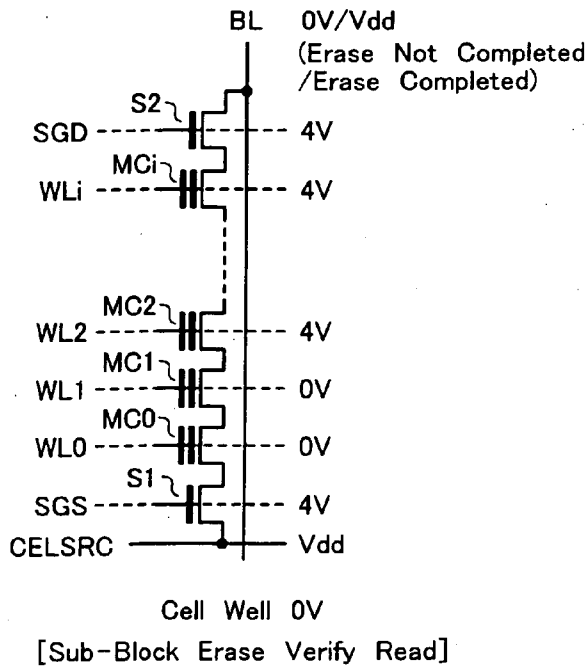 BL 0V/Vdd
(Erase Not Completed
/Erase Completed)
S2
SGD 4V
MCi
WLi 4V
MC2
WL2 4V
MC1
WL1 0V
MC0
WL0 0V
S1
SGS 4V
CELSRC Vdd
Cell Well 0V
[Sub-Block Erase Verify Read]